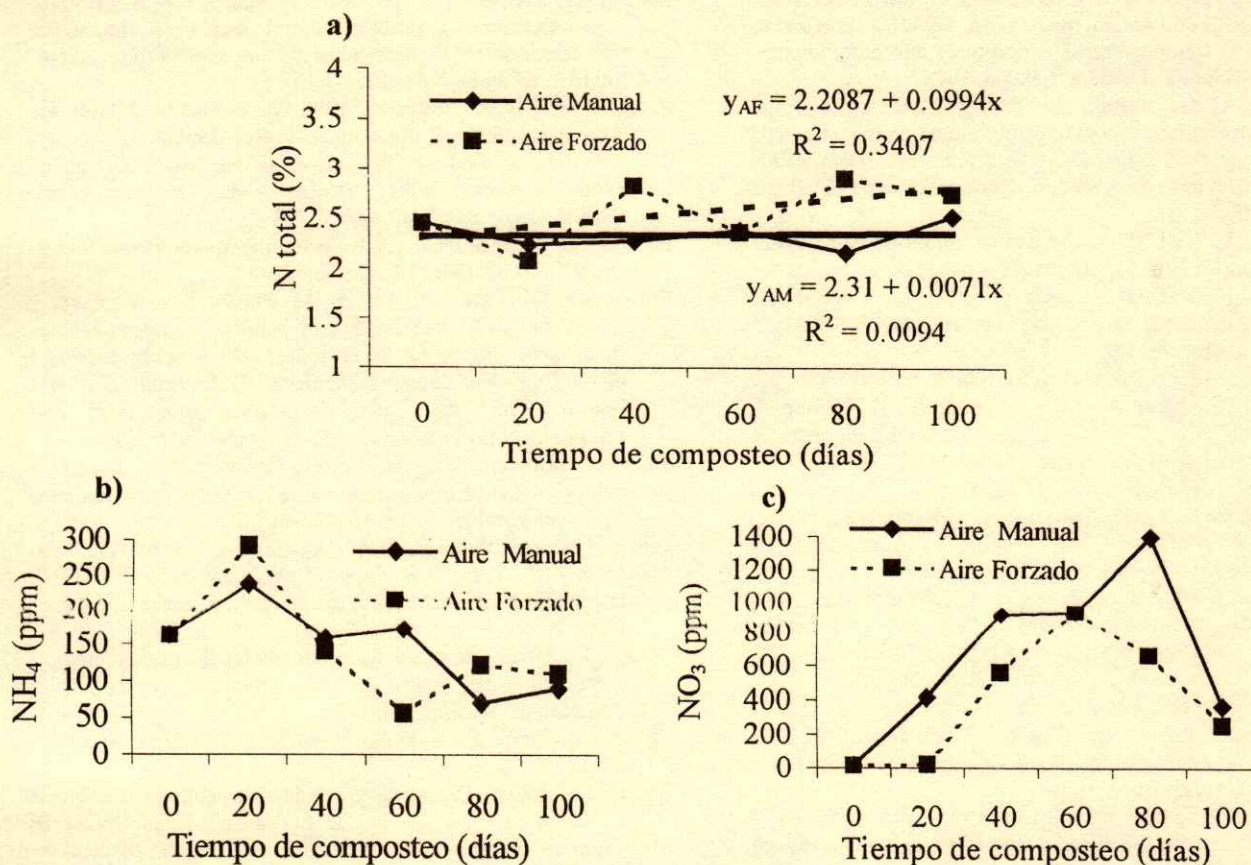 a)
4
3.5
3
2.5
2
1.5
1
N total (%)
Aire Manual
Aire Forzado
y_AF = 2.2087 + 0.0994x
R² = 0.3407
y_AM = 2.31 + 0.0071x
R² = 0.0094
0 20 40 60 80 100
Tiempo de composteo (días)
b)
300
250
200
150
100
50
0
NH₄ (ppm)
Aire Manual
Aire Forzado
0 20 40 60 80 100
Tiempo de composteo (días)
c)
1400
1200
1000
800
600
400
200
0
NO₃ (ppm)
Aire Manual
Aire Forzado
0 20 40 60 80 100
Tiempo de composteo (días)